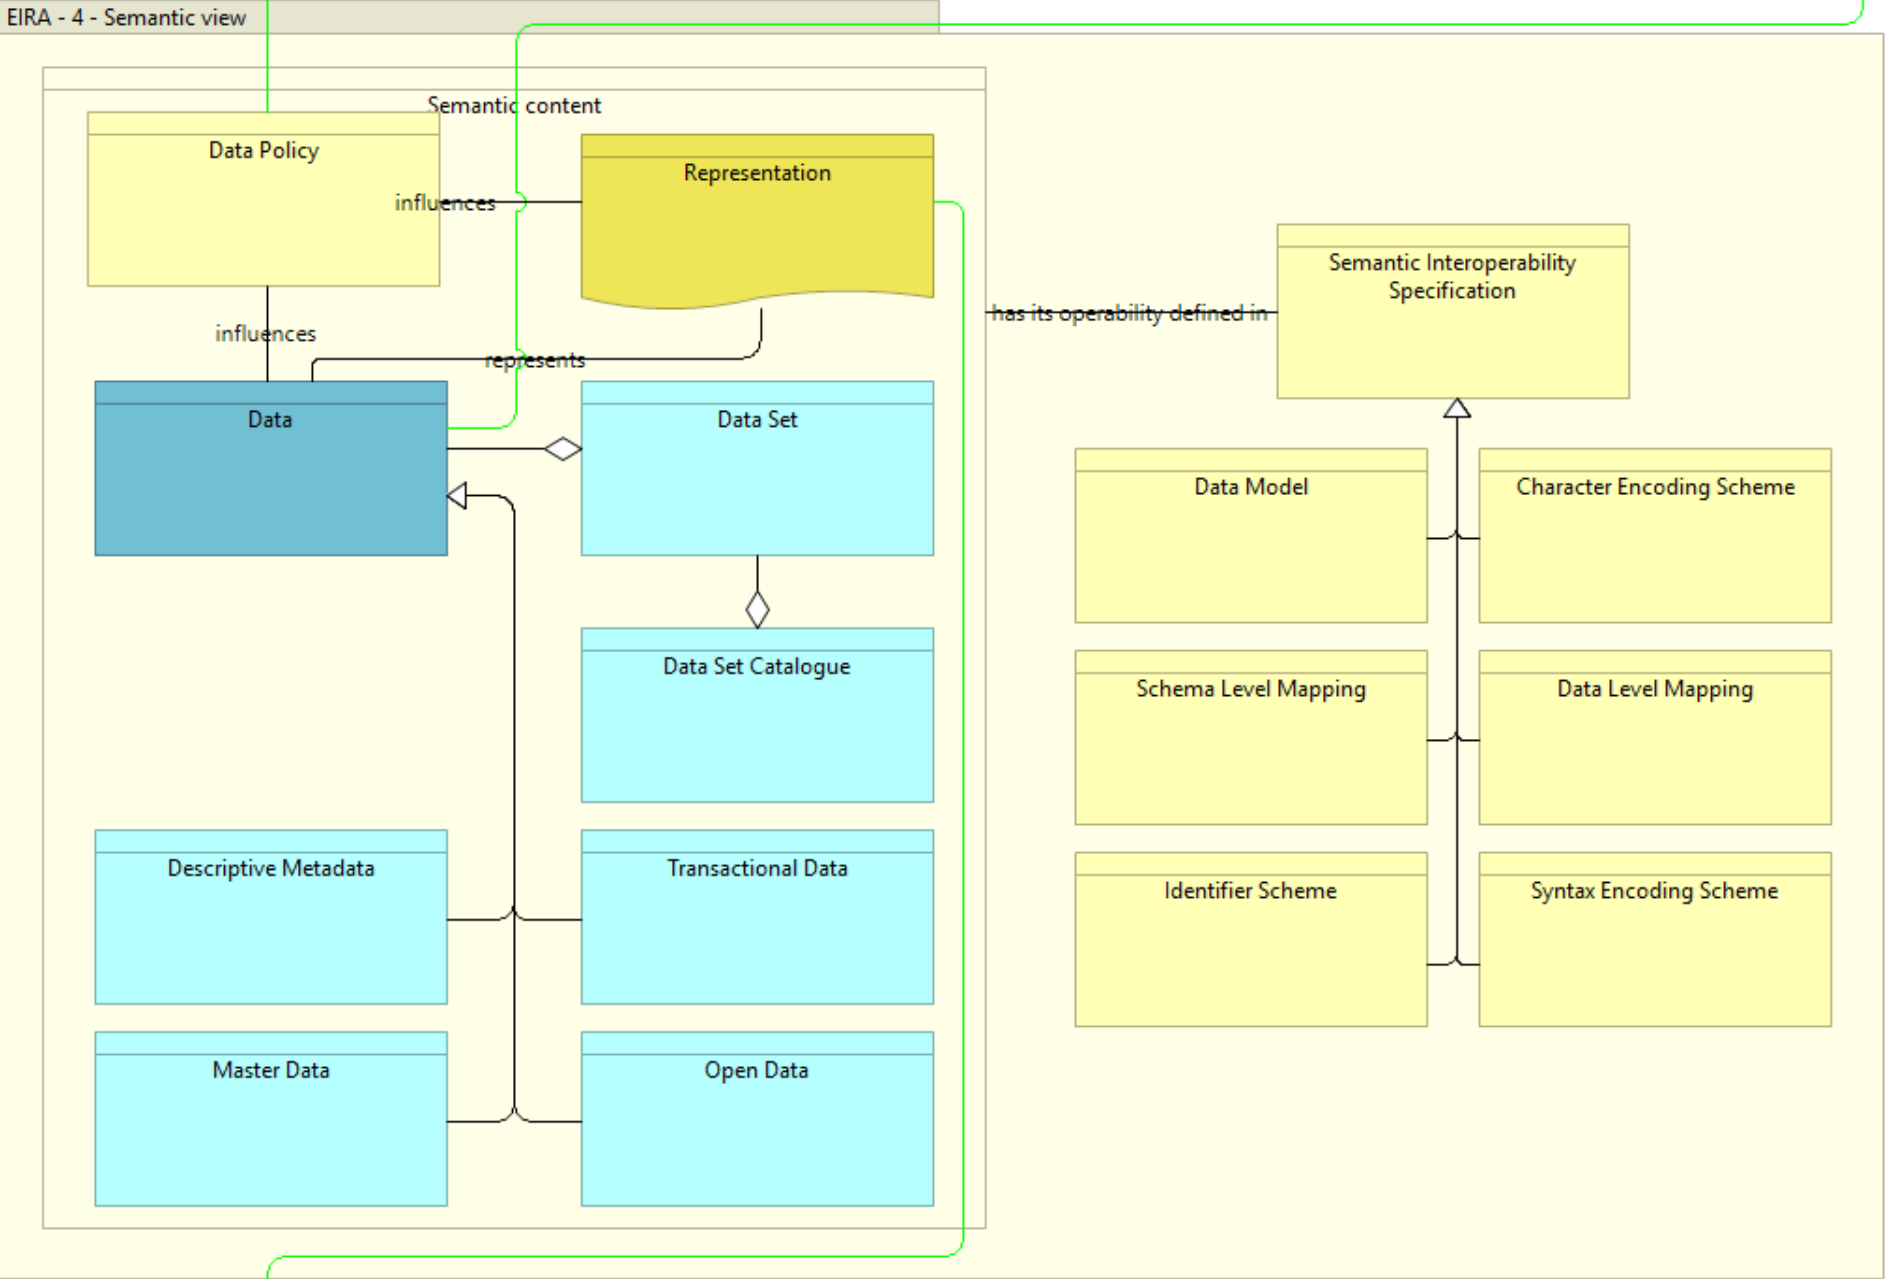 EIRA - 4 - Semantic view
Semantic content
Data Policy
Representation
influences
influences
represents
Data
Data Set
Data Set Catalogue
Descriptive Metadata
Transactional Data
Master Data
Open Data
has its operability defined in
Semantic Interoperability
Specification
Data Model
Character Encoding Scheme
Schema Level Mapping
Data Level Mapping
Identifier Scheme
Syntax Encoding Scheme